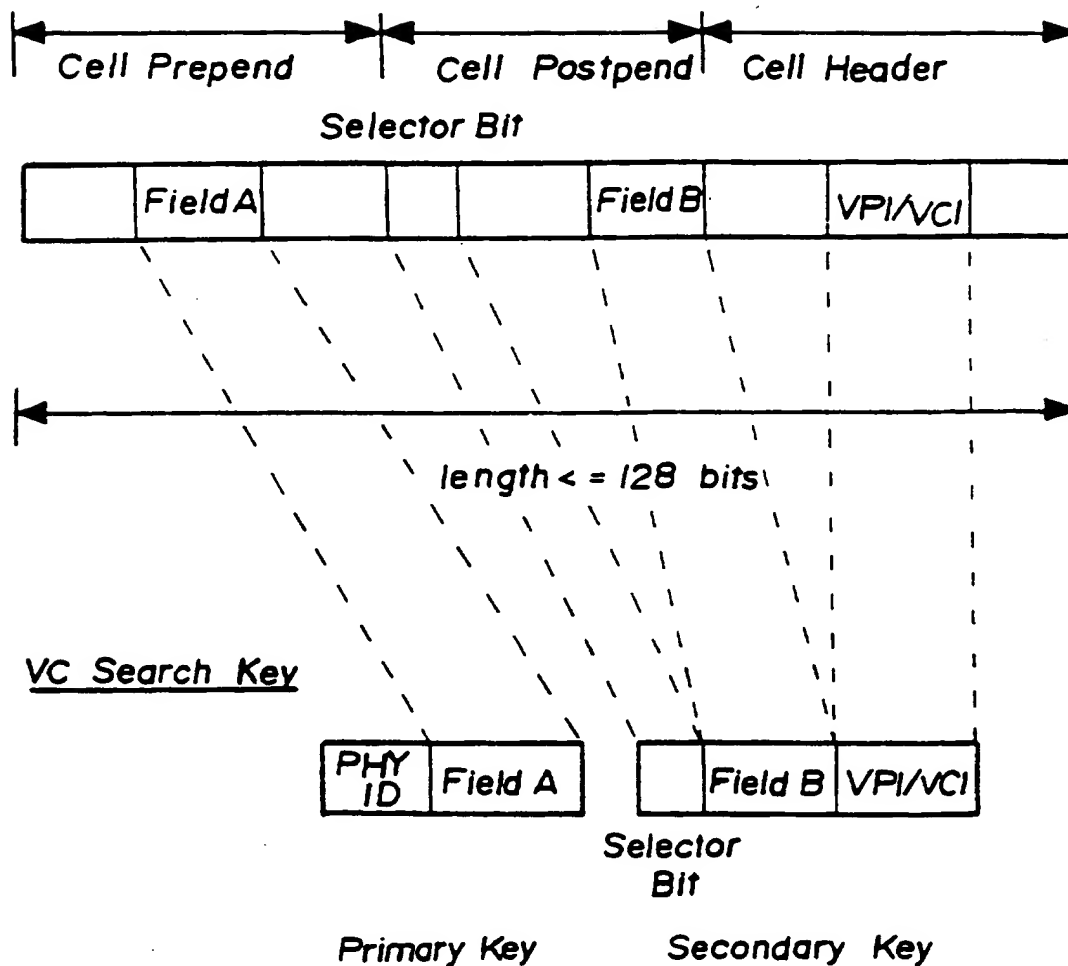 Cell Prepend Cell Postpend Cell Header
Selector Bit
Field A Field B VPI/VCI
length < = 128 bits
VC Search Key
PHY ID Field A Field B VPI/VCI
Selector
Bit
Primary Key Secondary Key